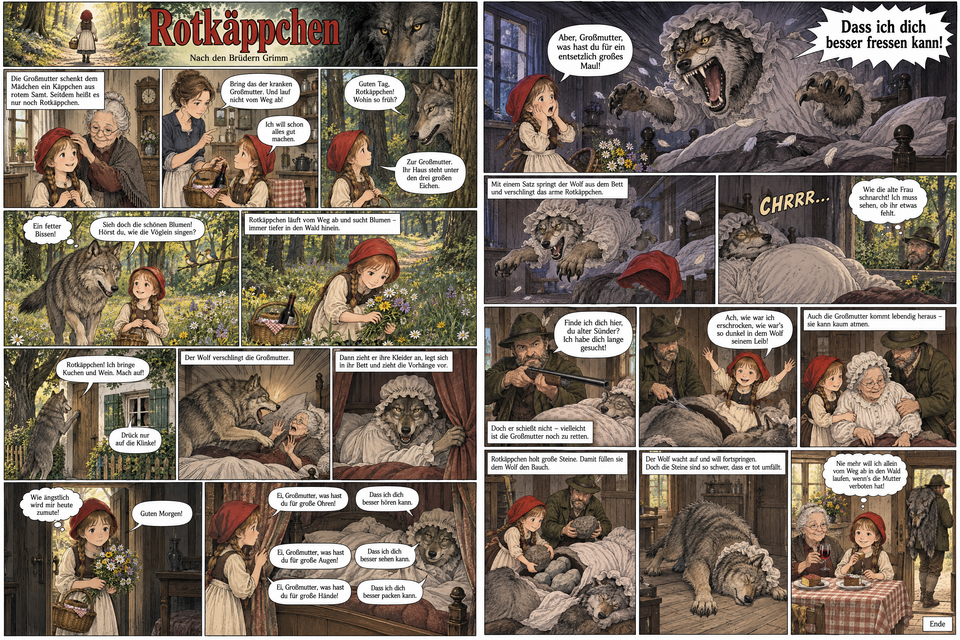 Rotkäppchen
Nach den Brüdern Grimm
Die Großmutter schenkt dem
Mädchen ein Käppchen aus
rotem Samt. Seitdem heißt es
nur noch Rotkäppchen.
Bring das der kranken
Großmutter. Und lauf
nicht vom Weg ab!
Ich will schon
alles gut
machen.
Guten Tag,
Rotkäppchen!
Wohin so früh?
Zur Großmutter.
Ihr Haus steht unter
den drei großen
Eichen.
Ein fetter
Bissen!
Sieh doch die schönen Blumen!
Hörst du, wie die Vöglein singen?
Rotkäppchen läuft vom Weg ab und sucht Blumen –
immer tiefer in den Wald hinein.
Rotkäppchen! Ich bringe
Kuchen und Wein. Mach auf!
Drück nur
auf die Klinke!
Der Wolf verschlingt die Großmutter.
Dann zieht er ihre Kleider an, legt sich
in ihr Bett und zieht die Vorhänge vor.
Wie ängstlich
wird mir heute
zumute!
Guten Morgen!
Ei, Großmutter, was hast
du für große Ohren!
Dass ich dich
besser hören kann.
Ei, Großmutter, was hast
du für große Augen!
Dass ich dich
besser sehen kann.
Ei, Großmutter, was hast
du für große Hände!
Dass ich dich
besser packen kann.
Aber, Großmutter,
was hast du für ein
entsetzlich großes
Maul!
Dass ich dich
besser fressen kann!
Mit einem Satz springt der Wolf aus dem Bett
und verschlingt das arme Rotkäppchen.
CHRRR...
Wie die alte Frau
schnarcht! Ich muss
sehen, ob ihr etwas
fehlt.
Finde ich dich hier,
du alter Sünder!
Ich habe dich lange
gesucht!
Doch er schießt nicht – vielleicht
ist die Großmutter noch zu retten.
Ach, wie war ich
erschrocken, wie war's
so dunkel in dem Wolf
seinem Leib!
Auch die Großmutter kommt lebendig heraus –
sie kann kaum atmen.
Rotkäppchen holt große Steine. Damit füllen sie
dem Wolf den Bauch.
Der Wolf wacht auf und will fortspringen.
Doch die Steine sind so schwer, dass er tot umfällt.
Nie mehr will ich allein
vom Weg ab in den Wald
laufen, wenn's die Mutter
verboten hat!
Ende